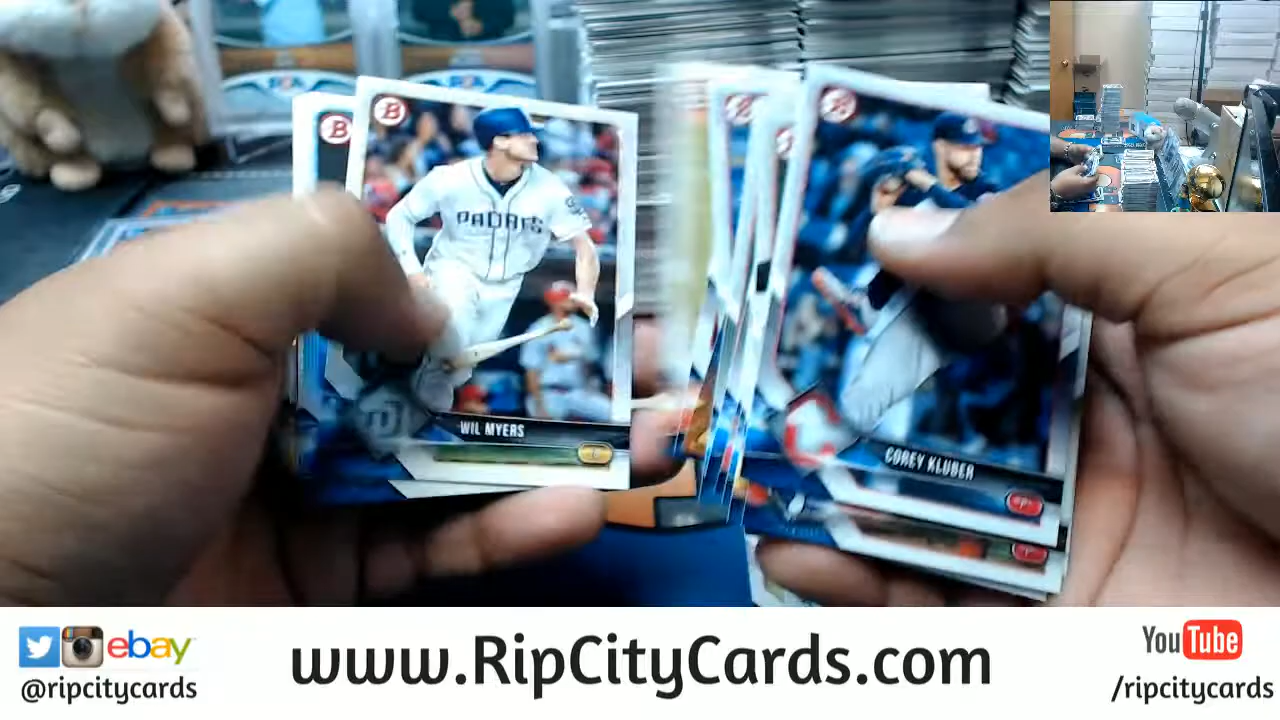 PADRES
WIL MYERS
COREY KLUBER
ebay
@ripcitycards
www.RipCityCards.com
YouTube
/ripcitycards